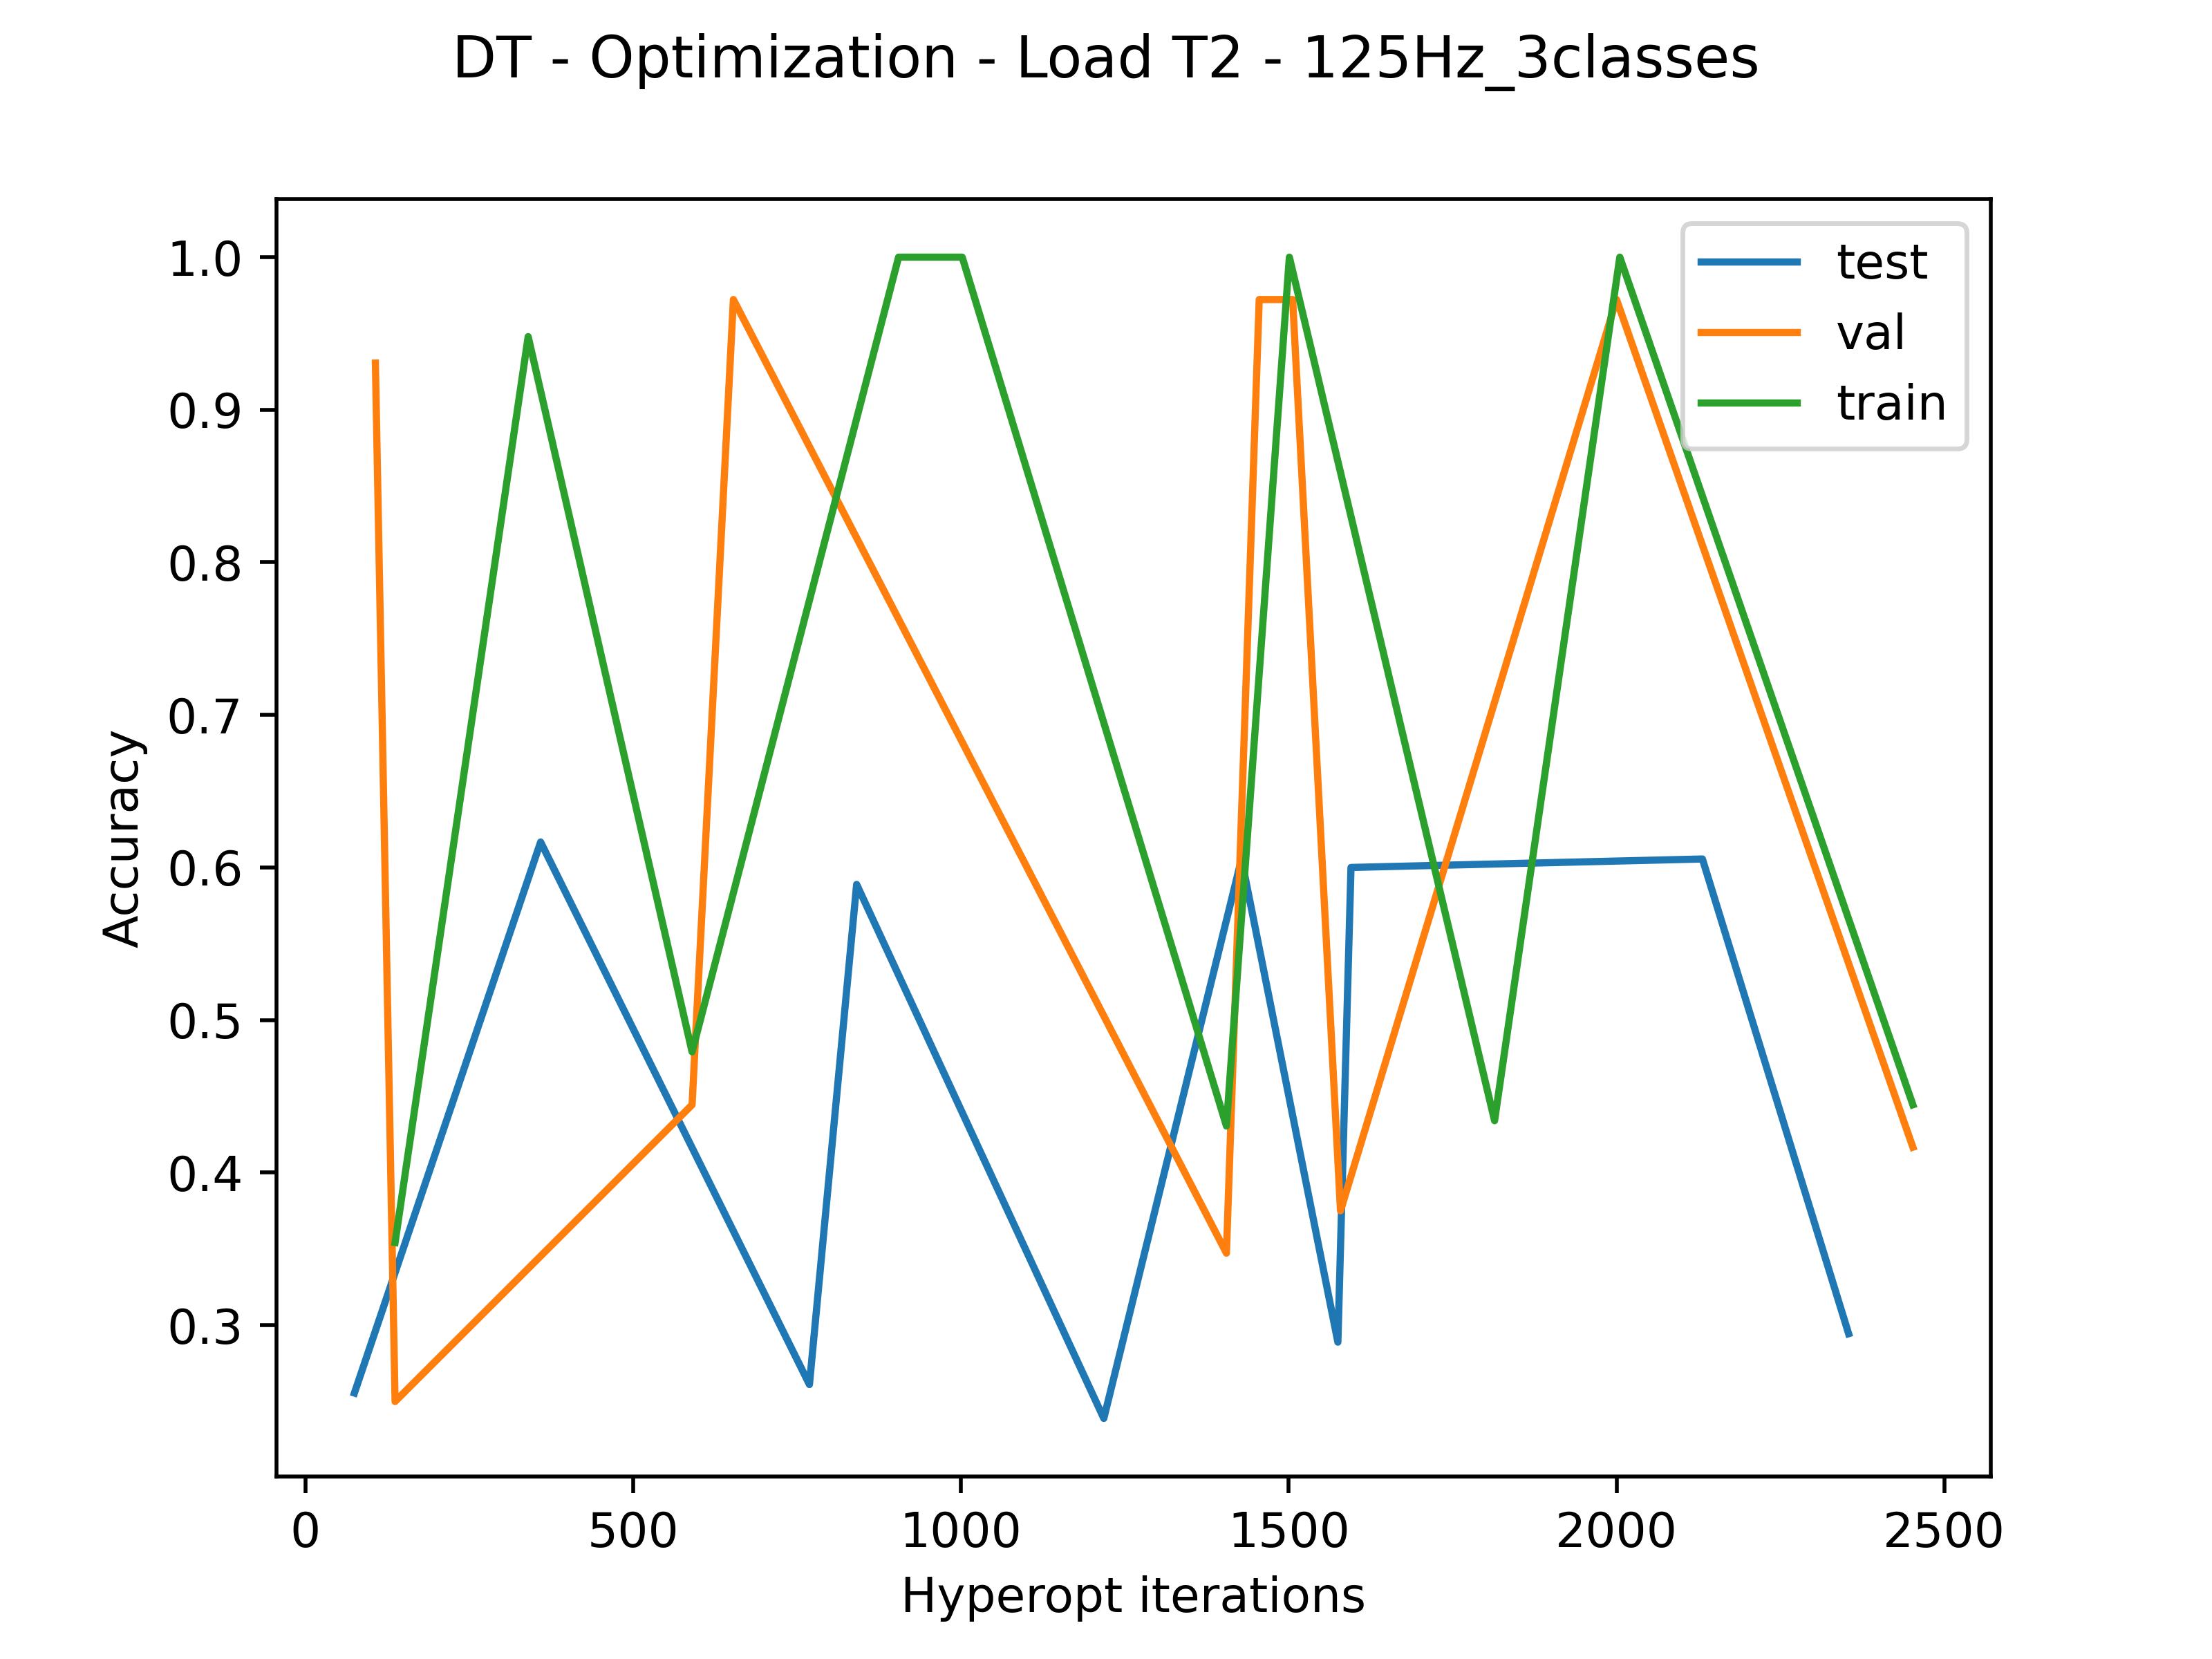 DT - Optimization - Load T2 - 125Hz_3classes
test
val
train
1.0
0.9
0.8
0.7
0.6
0.5
0.4
0.3
Accuracy
0 500 1000 1500 2000 2500
Hyperopt iterations